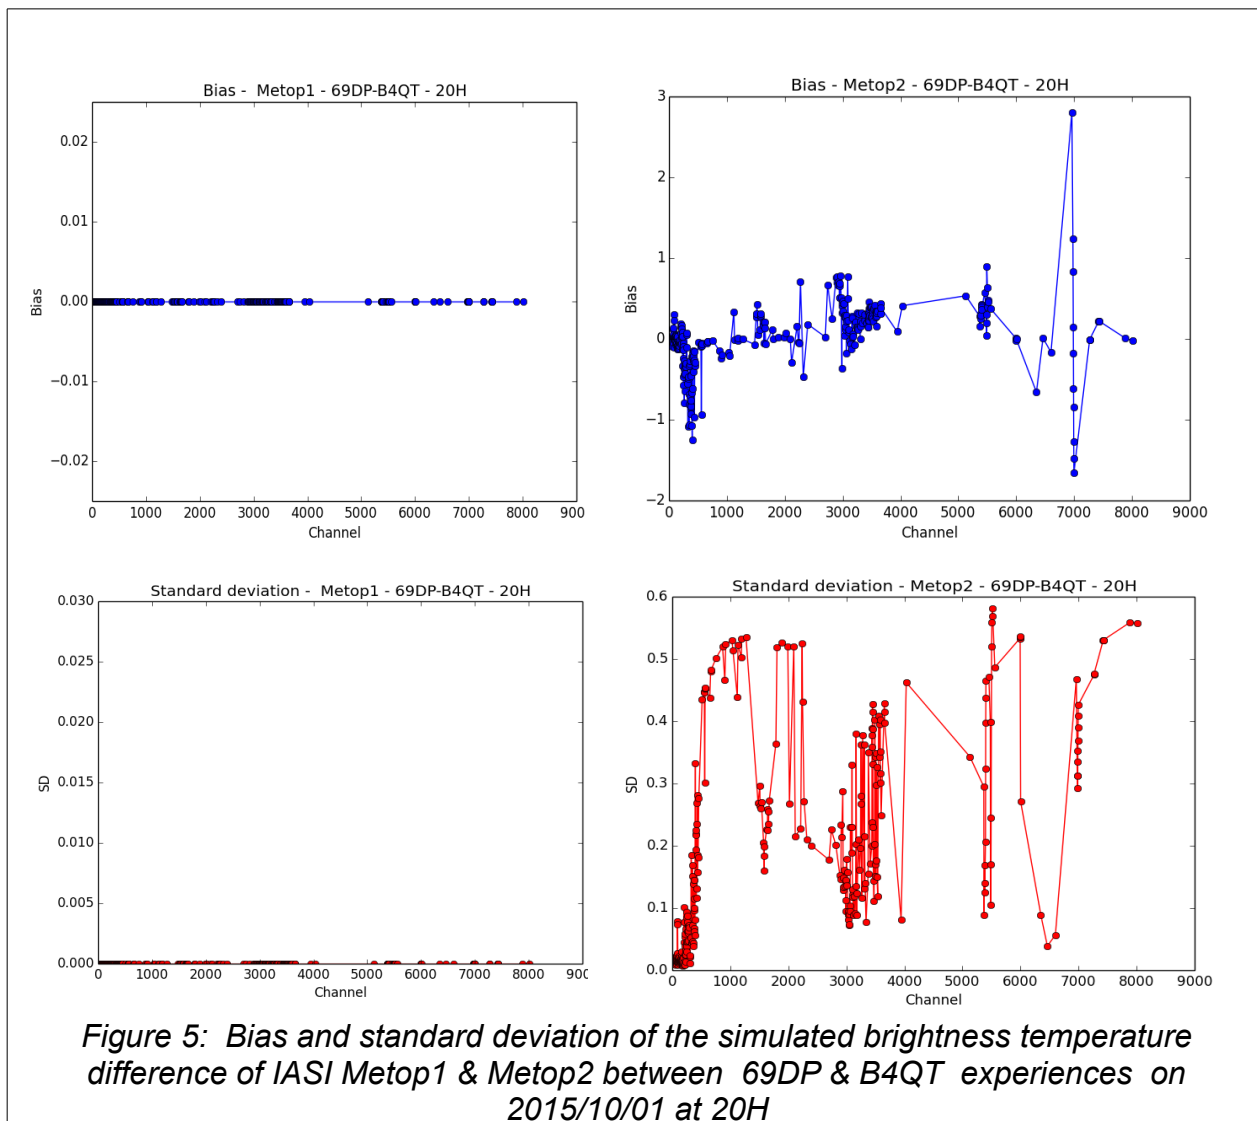 Bias -  Metop1 - 69DP-B4QT - 20H
0.02
0.01
0.00
−0.01
−0.02
Bias
0 1000 2000 3000 4000 5000 6000 7000 8000 900
Channel
Bias - Metop2 - 69DP-B4QT - 20H
3
2
1
0
−1
−2
Bias
0 1000 2000 3000 4000 5000 6000 7000 8000 9000
Channel
Standard deviation -  Metop1 - 69DP-B4QT - 20H
0.030
0.025
0.020
0.015
0.010
0.005
0.000
SD
0 1000 2000 3000 4000 5000 6000 7000 8000 900
Channel
Standard deviation - Metop2 - 69DP-B4QT - 20H
0.6
0.5
0.4
0.3
0.2
0.1
0.0
SD
0 1000 2000 3000 4000 5000 6000 7000 8000 9000
Channel
Figure 5:  Bias and standard deviation of the simulated brightness temperature
difference of IASI Metop1 & Metop2 between  69DP & B4QT  experiences  on
2015/10/01 at 20H